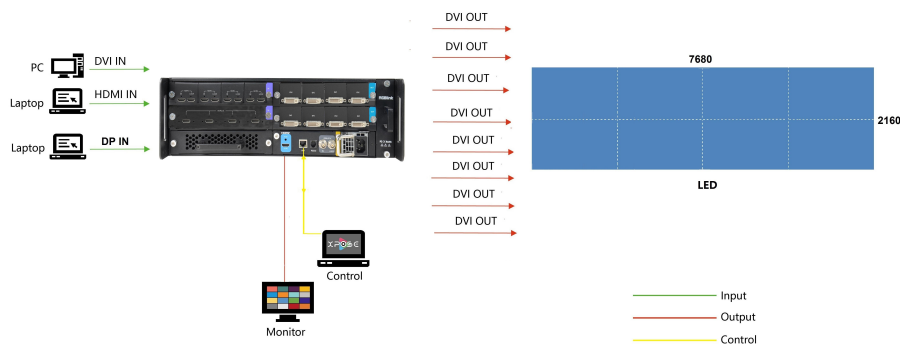 PC
DVI IN
Laptop
HDMI IN
Laptop
DP IN
DVI OUT
DVI OUT
DVI OUT
DVI OUT
DVI OUT
DVI OUT
DVI OUT
DVI OUT
7680
2160
LED
XPOSE
Control
Monitor
Input
Output
Control